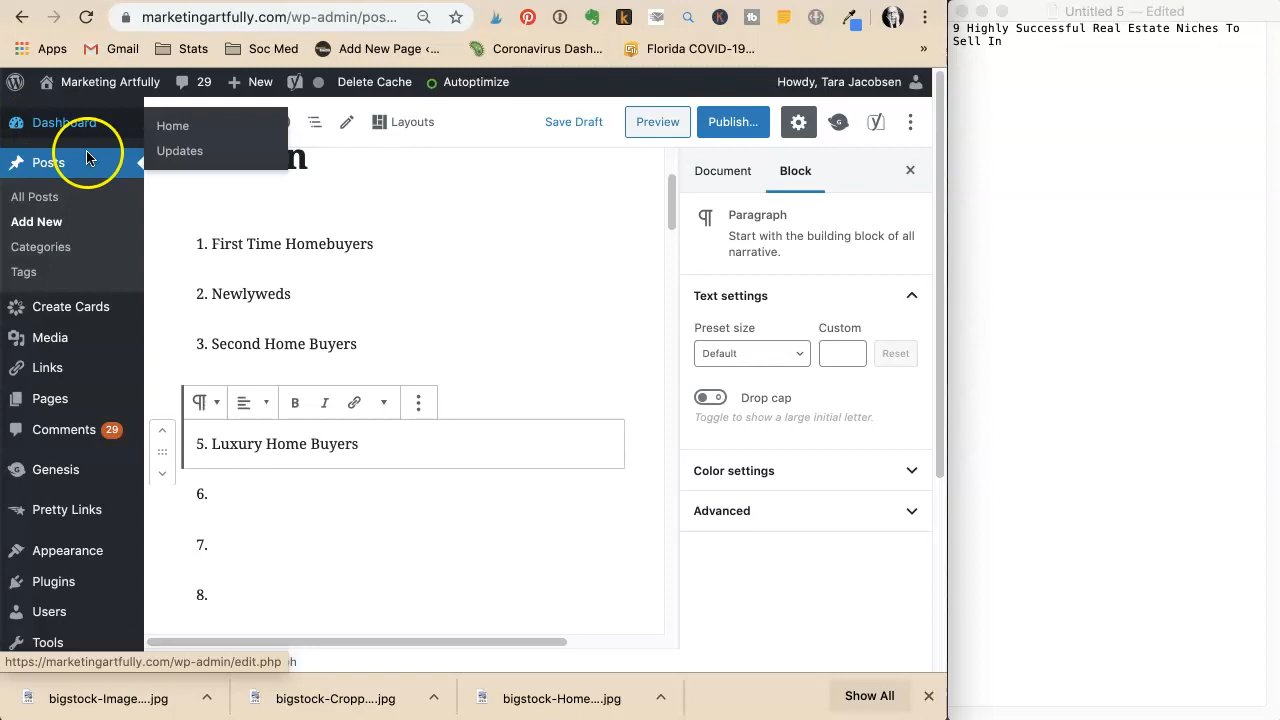 marketingartfully.com/wp-admin/pos...
Untitled 5 — Edited
Apps
Gmail
Stats
Soc Med
Add New Page ‹...
Coronavirus Dash...
Florida COVID-19...
»
9 Highly Successful Real Estate Niches To
Sell In
Marketing Artfully
29
New
Delete Cache
Autoptimize
Howdy, Tara Jacobsen
Dashboard
Home
Updates
Layouts
Save Draft
Preview
Publish...
Posts
n
Document
Block
All Posts
Add New
Categories
Tags
Create Cards
Media
Links
Pages
Comments 29
Genesis
Pretty Links
Appearance
Plugins
Users
Tools
1. First Time Homebuyers
2. Newlyweds
3. Second Home Buyers
B I
5. Luxury Home Buyers
6.
7.
8.
Paragraph
Start with the building block of all
narrative.
Text settings
Preset size
Custom
Default
Reset
Drop cap
Toggle to show a large initial letter.
Color settings
Advanced
https://marketingartfully.com/wp-admin/edit.php
bigstock-Image....jpg
bigstock-Cropp....jpg
bigstock-Home....jpg
Show All